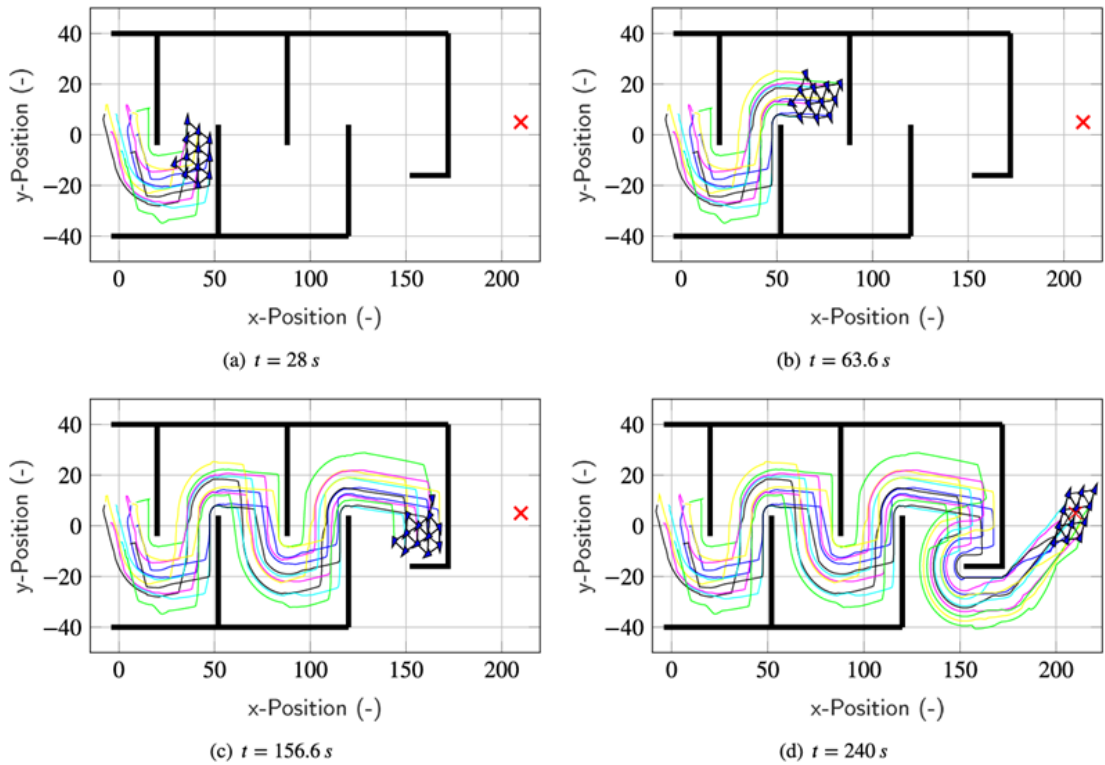 40
20
0
−20
−40
y-Position (-)
0 50 100 150 200
x-Position (-)
(a) t = 28 s
40
20
0
−20
−40
y-Position (-)
0 50 100 150 200
x-Position (-)
(b) t = 63.6 s
40
20
0
−20
−40
y-Position (-)
0 50 100 150 200
x-Position (-)
(c) t = 156.6 s
40
20
0
−20
−40
y-Position (-)
0 50 100 150 200
x-Position (-)
(d) t = 240 s